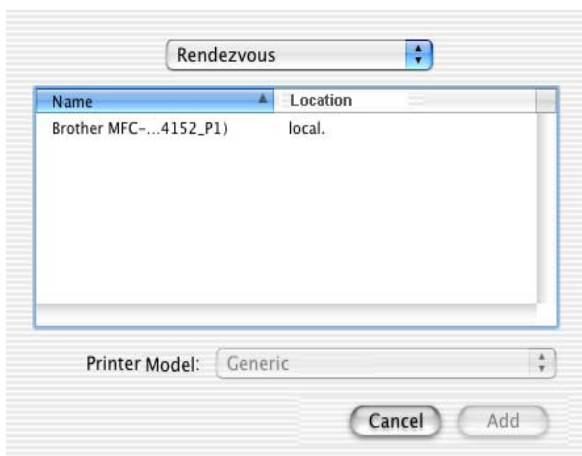 Rendezvous
Name Location
Brother MFC-...4152_P1) local.
Printer Model: Generic
Cancel Add